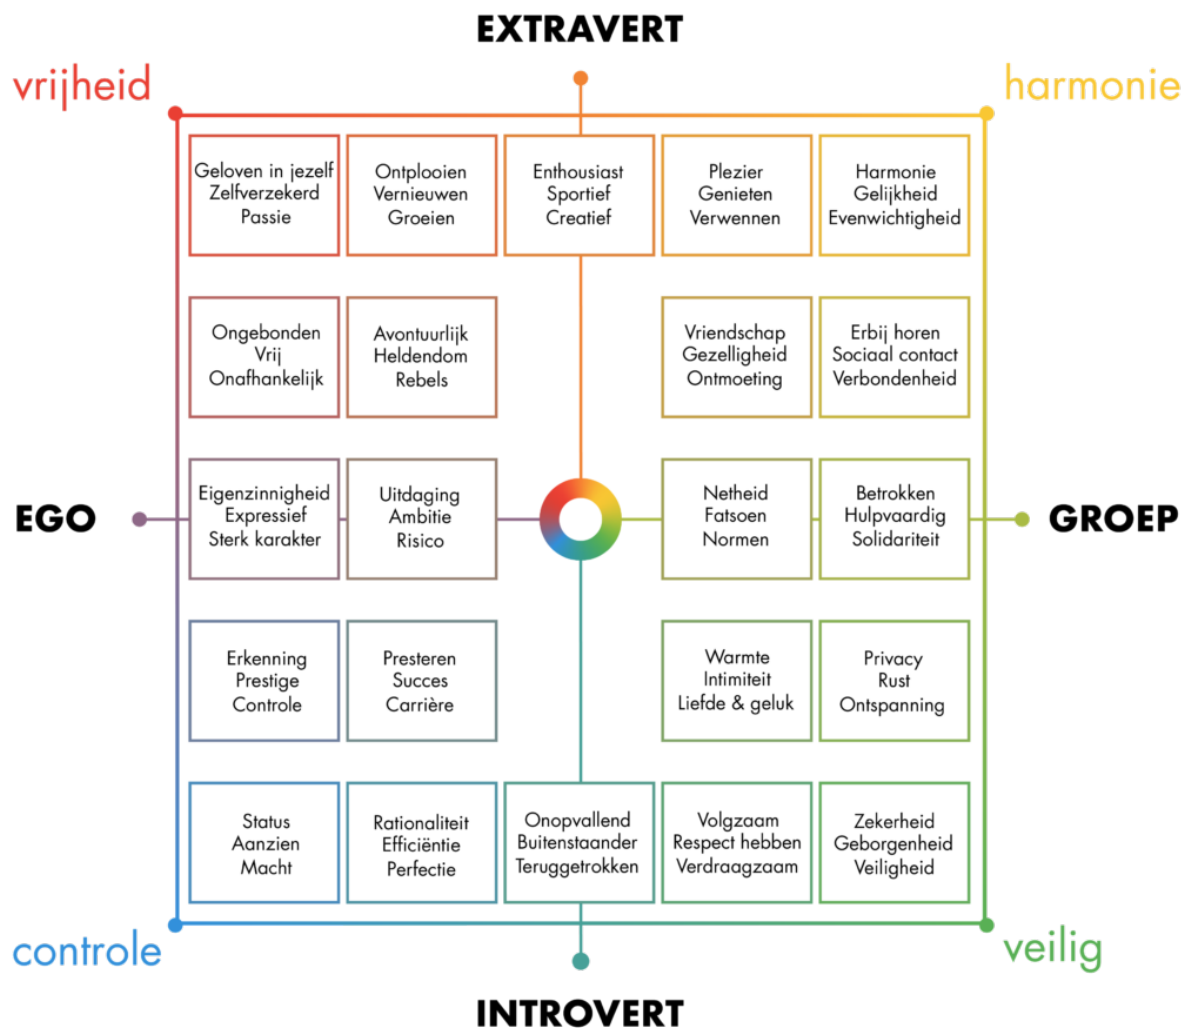 EXTRAVERT
vrijheid
harmonie
Geloven in jezelf
Zelfverzekerd
Passie
Ontplooien
Vernieuwen
Groeien
Enthousiast
Sportief
Creatief
Plezier
Genieten
Verwennen
Harmonie
Gelijkheid
Evenwichtigheid
Ongebonden
Vrij
Onafhankelijk
Avontuurlijk
Heldendom
Rebels
Vriendschap
Gezelligheid
Ontmoeting
Erbij horen
Sociaal contact
Verbondenheid
EGO
Eigenzinnigheid
Expressief
Sterk karakter
Uitdaging
Ambitie
Risico
Netheid
Fatsoen
Normen
Betrokken
Hulpvaardig
Solidariteit
GROEP
Erkenning
Prestige
Controle
Presteren
Succes
Carrière
Warmte
Intimiteit
Liefde & geluk
Privacy
Rust
Ontspanning
Status
Aanzien
Macht
Rationaliteit
Efficiëntie
Perfectie
Onopvallend
Buitenstaander
Teruggetrokken
Volgzaam
Respect hebben
Verdraagzaam
Zekerheid
Geborgenheid
Veiligheid
controle
veilig
INTROVERT